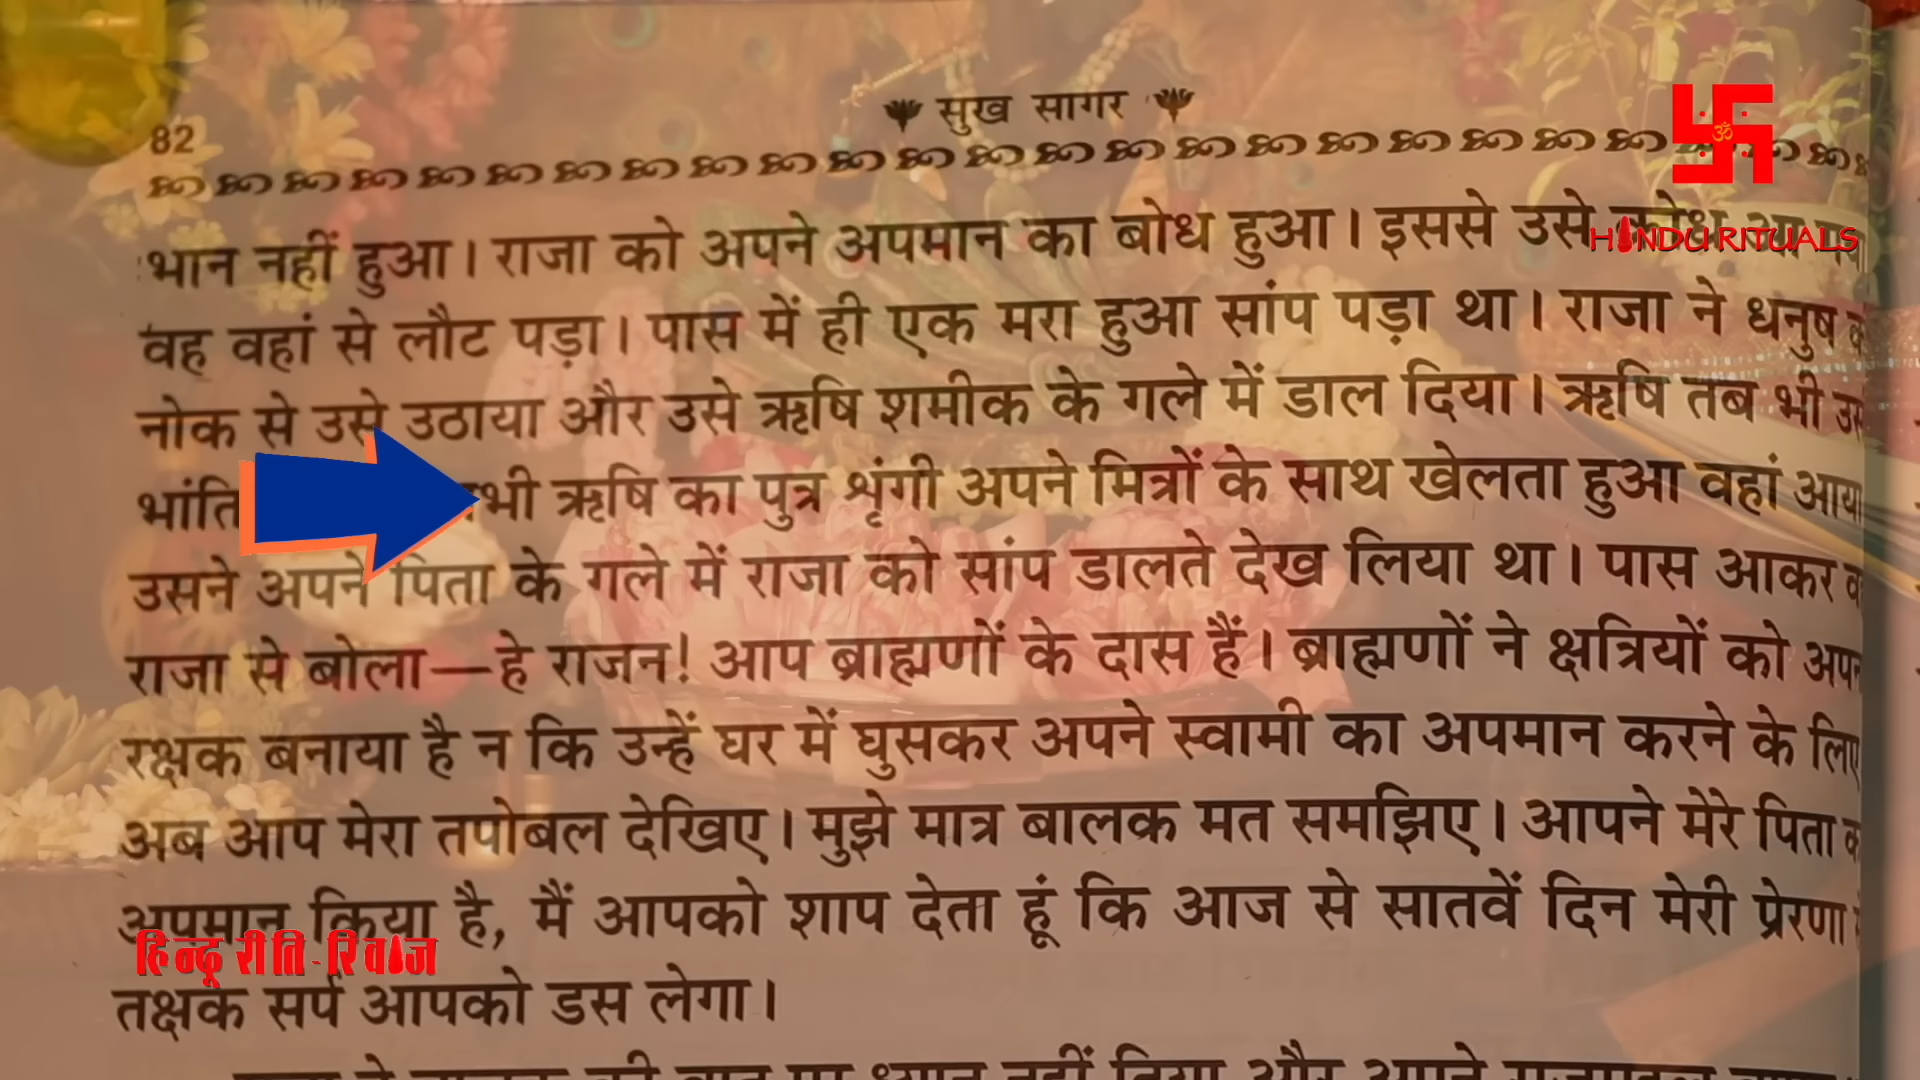 82
सुख सागर
भान नहीं हुआ। राजा को अपने अपमान का बोध हुआ। इससे उसे क्रोध आ
HINDU RITUALS
वह वहां से लौट पड़ा। पास में ही एक मरा हुआ सांप पड़ा था। राजा ने धनुष
नोक से उसे उठाया और उसे ऋषि शमीक के गले में डाल दिया। ऋषि तब भी
भांति ऋषि का पुत्र शृंगी अपने मित्रों के साथ खेलता हुआ वहां आया
उसने अपने पिता के गले में राजा को सांप डालते देख लिया था। पास आकर
राजा से बोला—हे राजन! आप ब्राह्मणों के दास हैं। ब्राह्मणों ने क्षत्रियों को
रक्षक बनाया है न कि उन्हें घर में घुसकर अपने स्वामी का अपमान करने के लिए
अब आप मेरा तपोबल देखिए। मुझे मात्र बालक मत समझिए। आपने मेरे पिता
अपमान किया है, मैं आपको शाप देता हूं कि आज से सातवें दिन मेरी प्रेरणा
हिन्दू रीति-रिवाज
तक्षक सर्प आपको डस लेगा।